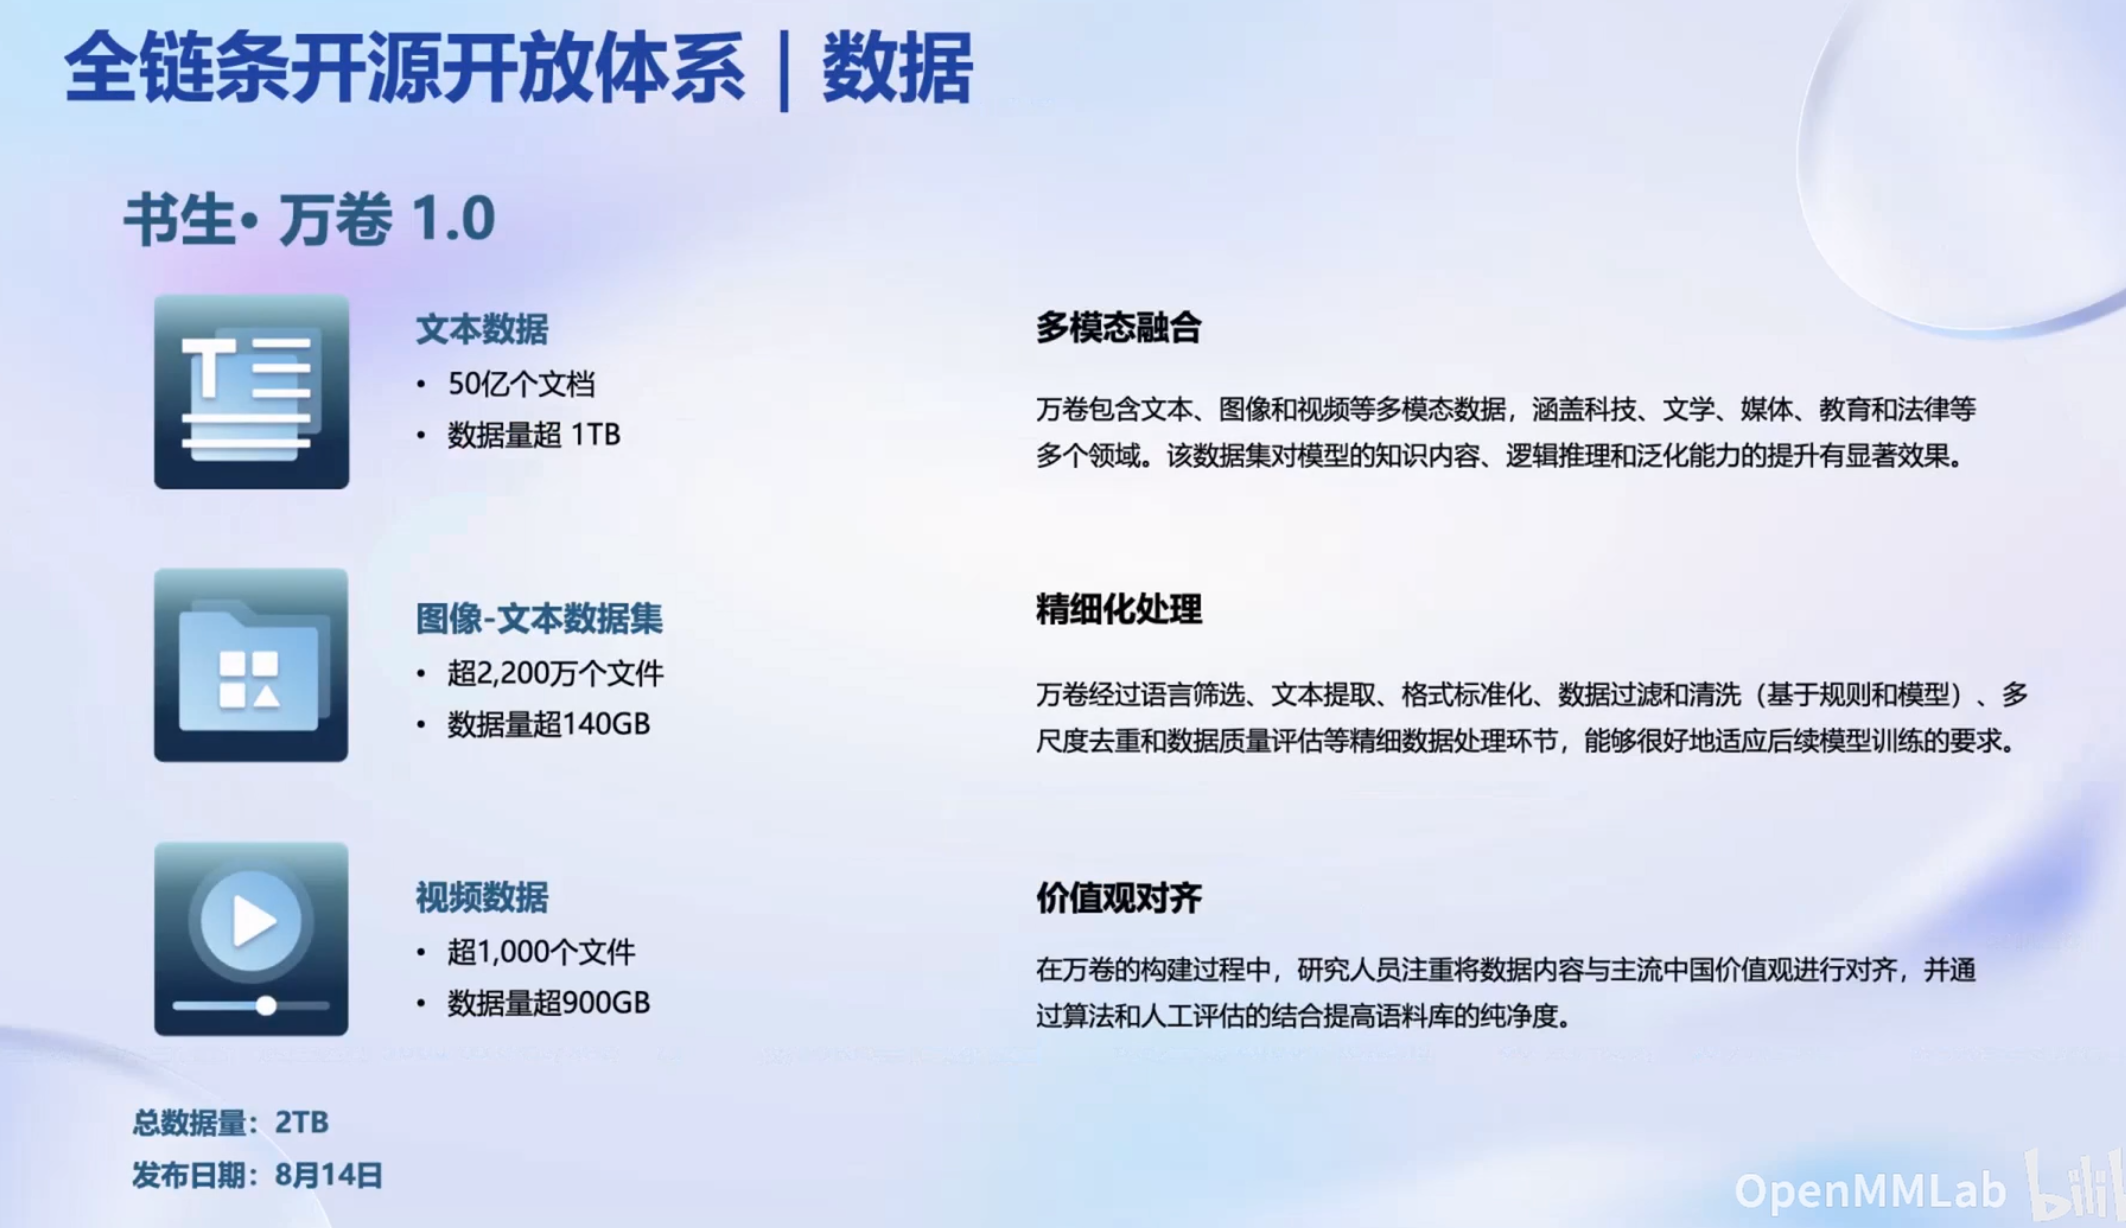 全链条开源开放体系 | 数据
书生• 万卷 1.0
文本数据
• 50亿个文档
• 数据量超 1TB
图像-文本数据集
• 超2,200万个文件
• 数据量超140GB
视频数据
• 超1,000个文件
• 数据量超900GB
总数据量：2TB
发布日期：8月14日
多模态融合
万卷包含文本、图像和视频等多模态数据，涵盖科技、文学、媒体、教育和法律等
多个领域。该数据集对模型的知识内容、逻辑推理和泛化能力的提升有显著效果。
精细化处理
万卷经过语言筛选、文本提取、格式标准化、数据过滤和清洗（基于规则和模型）、多
尺度去重和数据质量评估等精细数据处理环节，能够很好地适应后续模型训练的要求。
价值观对齐
在万卷的构建过程中，研究人员注重将数据内容与主流中国价值观进行对齐，并通
过算法和人工评估的结合提高语料库的纯净度。
OpenMMLab